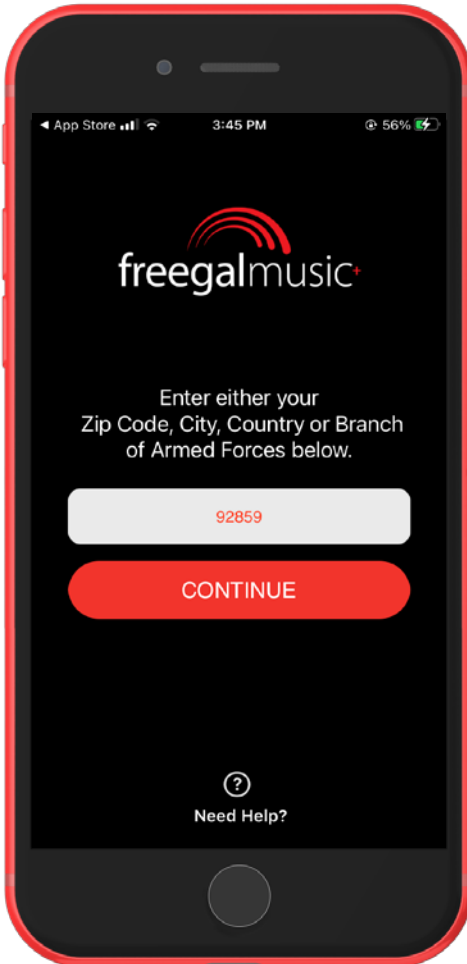 ◀ App Store 3:45 PM 56%
freegalmusic+
Enter either your
Zip Code, City, Country or Branch
of Armed Forces below.
92859
CONTINUE
?
Need Help?